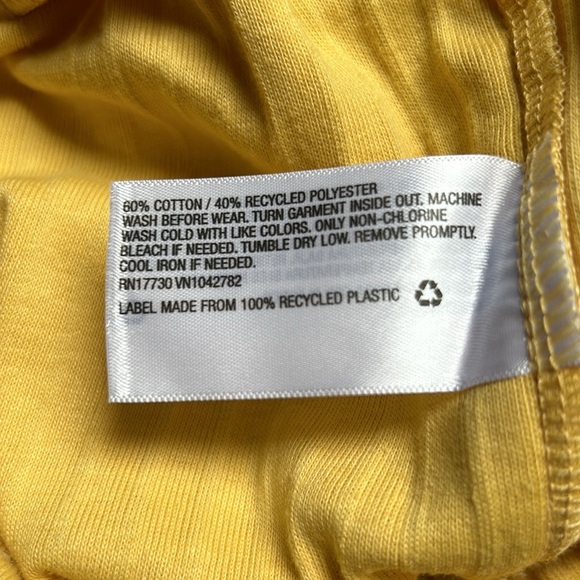 60% COTTON / 40% RECYCLED POLYESTER
WASH BEFORE WEAR. TURN GARMENT INSIDE OUT. MACHINE
WASH COLD WITH LIKE COLORS. ONLY NON-CHLORINE
BLEACH IF NEEDED. TUMBLE DRY LOW. REMOVE PROMPTLY.
COOL IRON IF NEEDED.
RN17730 VN1042782
LABEL MADE FROM 100% RECYCLED PLASTIC